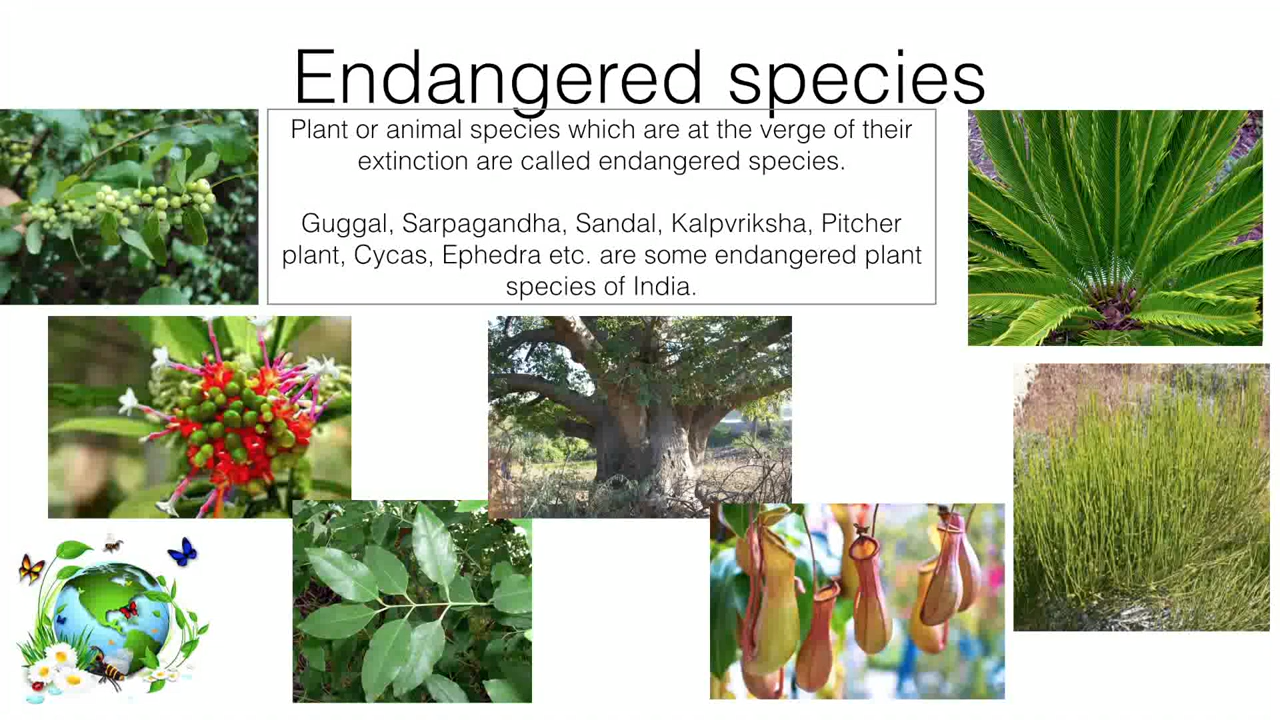 Endangered species
Plant or animal species which are at the verge of their
extinction are called endangered species.
Guggal, Sarpagandha, Sandal, Kalpvriksha, Pitcher
plant, Cycas, Ephedra etc. are some endangered plant
species of India.